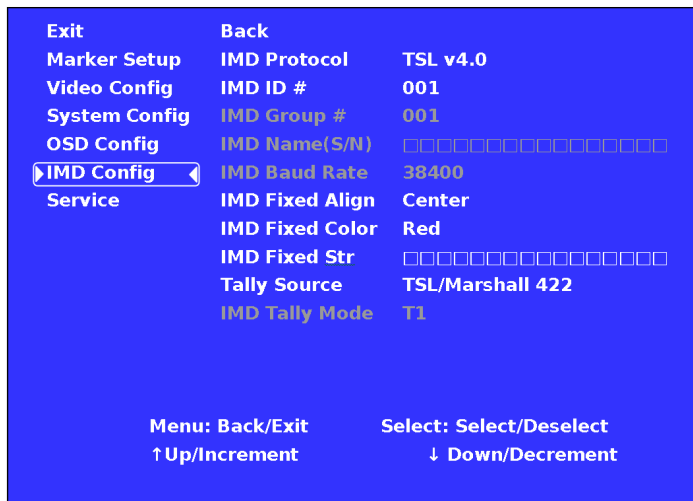 Exit Back
Marker Setup IMD Protocol TSL v4.0
Video Config IMD ID # 001
System Config IMD Group # 001
OSD Config IMD Name(S/N) □□□□□□□□□□□□□□□□
IMD Config IMD Baud Rate 38400
Service IMD Fixed Align Center
IMD Fixed Color Red
IMD Fixed Str □□□□□□□□□□□□□□□□
Tally Source TSL/Marshall 422
IMD Tally Mode T1
Menu: Back/Exit Select: Select/Deselect
↑Up/Increment ↓ Down/Decrement